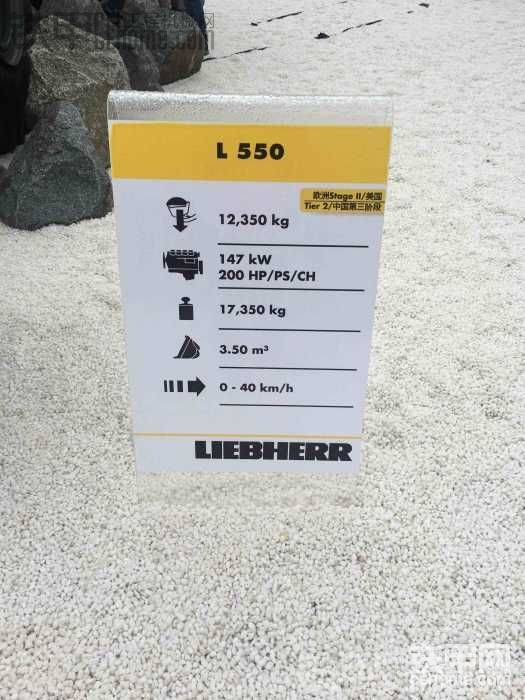 L 550
欧洲Stage II/美国
Tier 2/中国第三阶段
12,350 kg
147 kW
200 HP/PS/CH
17,350 kg
3.50 m³
0 - 40 km/h
LIEBHERR